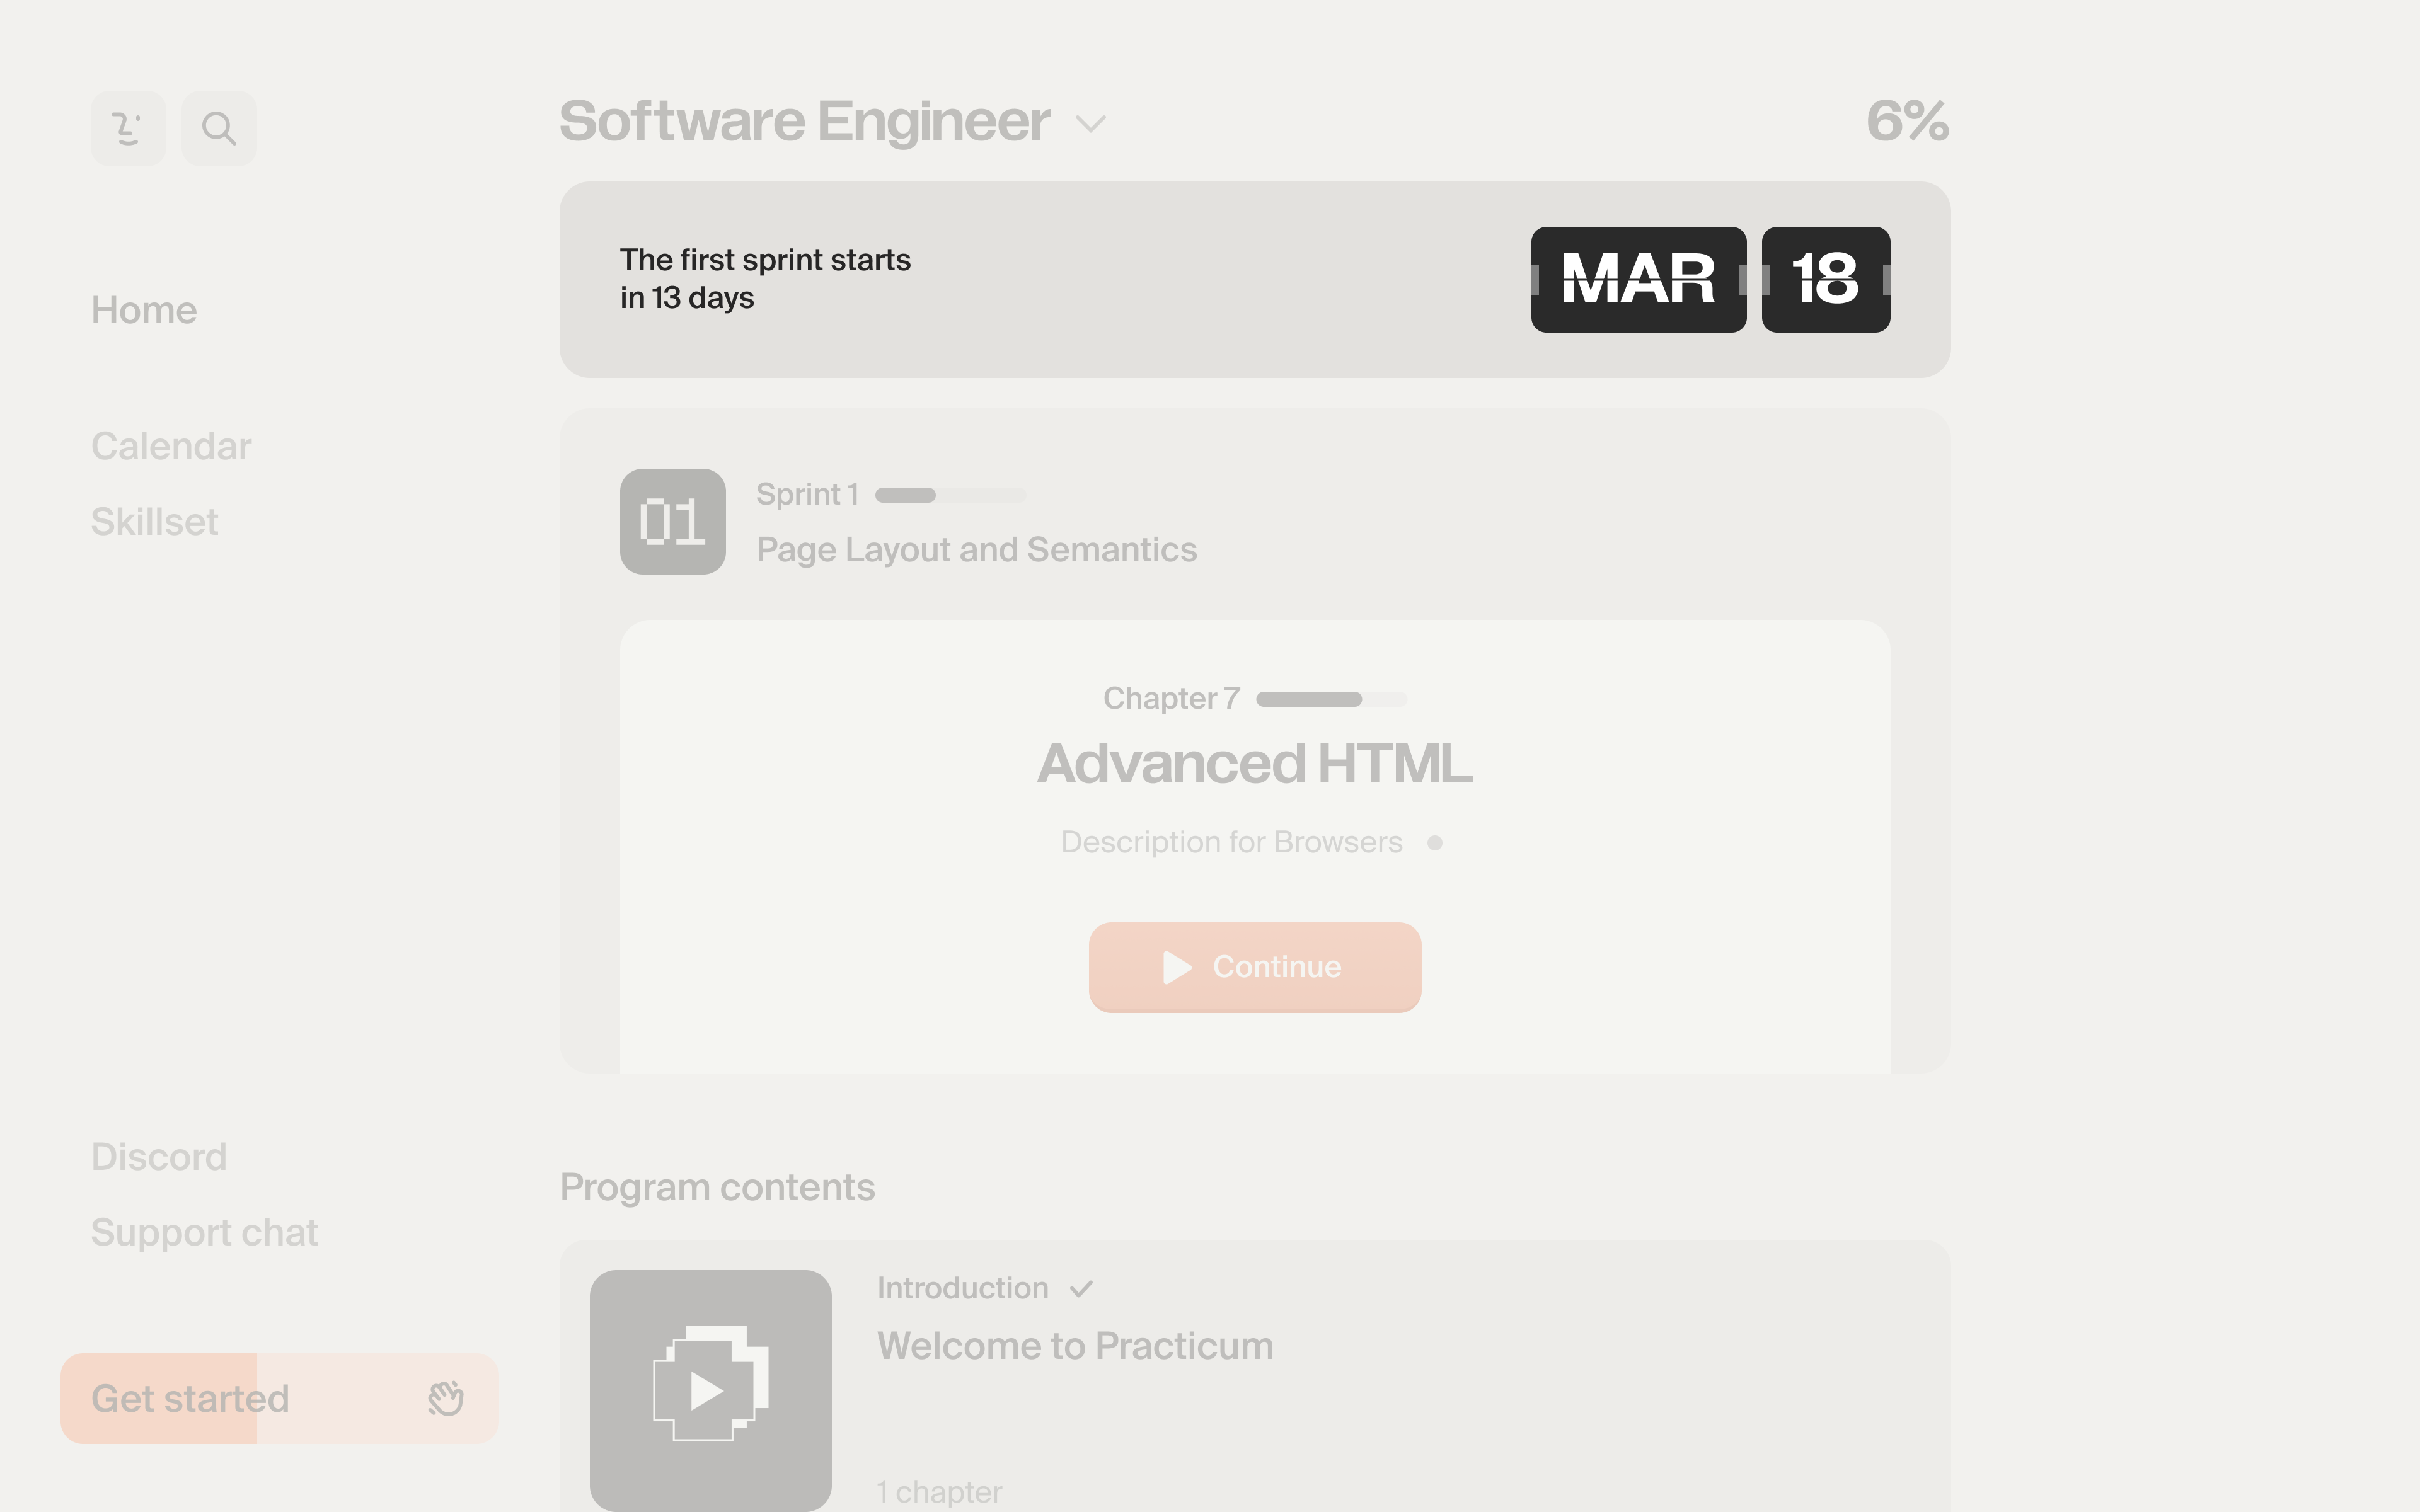 Software Engineer
6%
The first sprint starts
in 13 days
MAR 18
Home
Calendar
Skillset
01
Sprint 1
Page Layout and Semantics
Chapter 7
Advanced HTML
Description for Browsers
Continue
Discord
Support chat
Get started
Program contents
Introduction
Welcome to Practicum
1 chapter